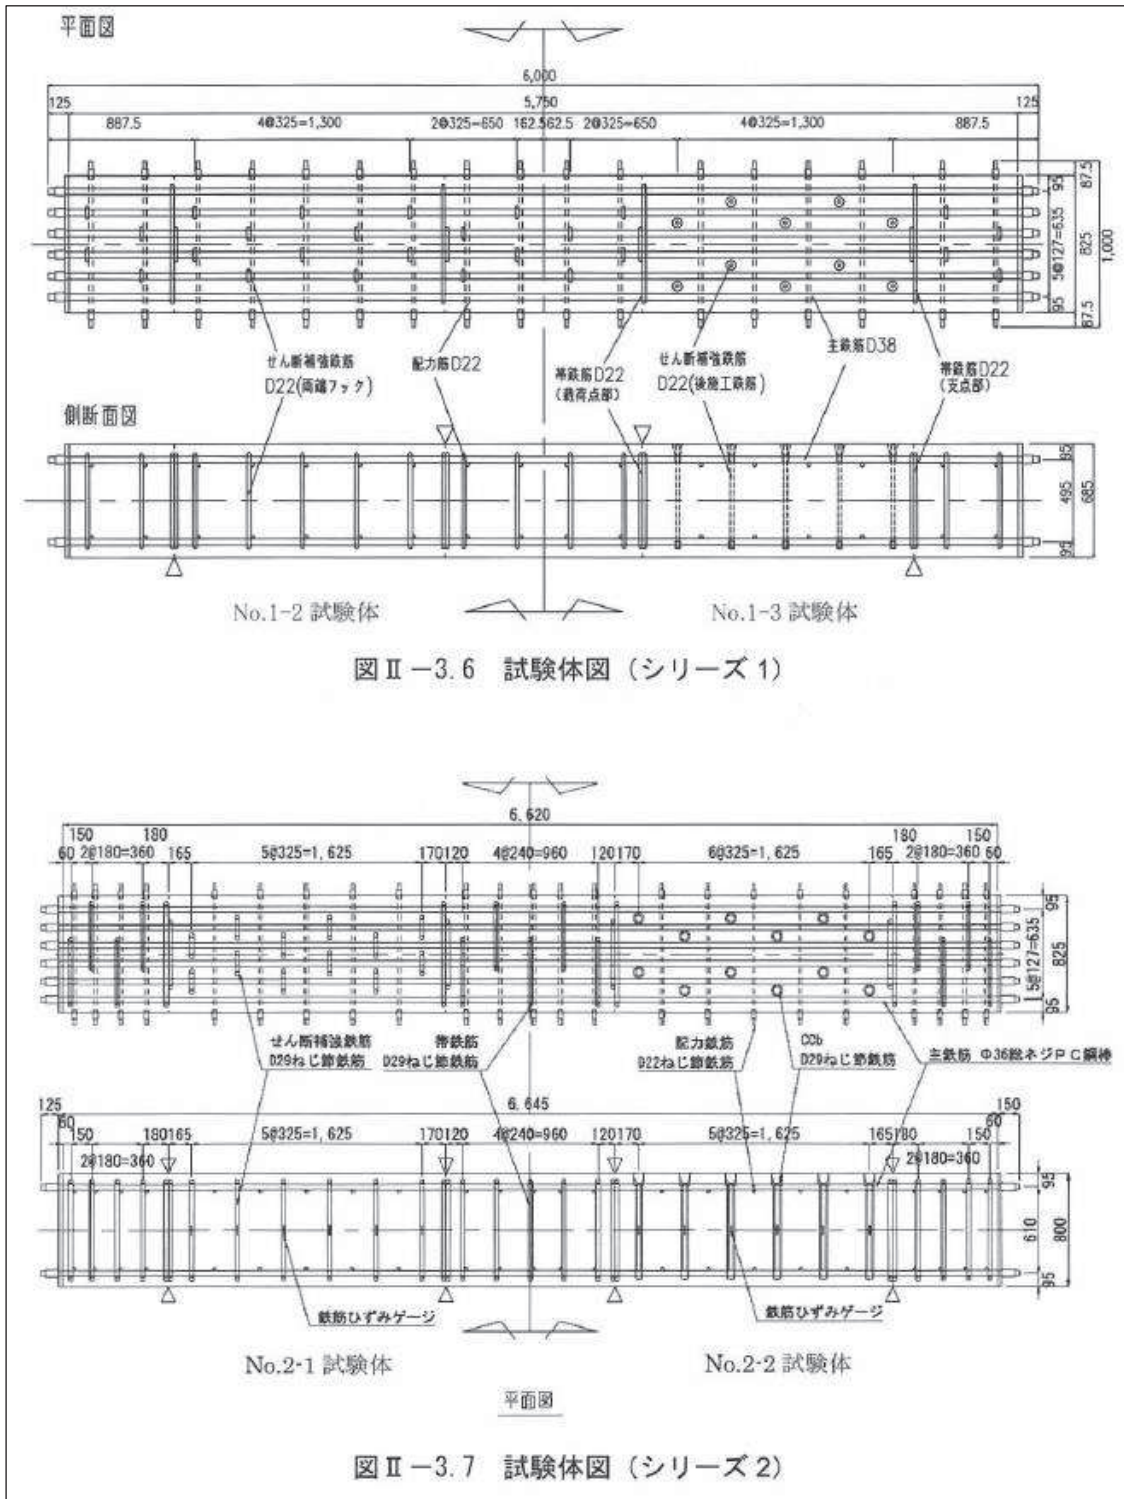 平面図
6,000
125 5,750 125
887.5 4@325=1,300 2@325=650 162.5 62.5 2@325=650 4@325=1,300 887.5
87.5
95
5@127=635
825
1,000
95
87.5
せん断補強鉄筋
D22(両端フック)
配力筋D22
帯鉄筋D22
(載荷点部)
せん断補強鉄筋
D22(後施工鉄筋)
主鉄筋D38
帯鉄筋D22
(支点部)
側断面図
95
495
685
95
No.1-2 試験体 No.1-3 試験体
図Ⅱ-3.6 試験体図(シリーズ1)
6,620
150 180 180 150
60 2@180=360 165 5@325=1,625 170 120 4@240=960 120 170 6@325=1,625 165 2@180=360 60
95
5@127=635
825
95
せん断補強鉄筋
D29ねじ節鉄筋
帯鉄筋
D29ねじ節鉄筋
配力鉄筋
D22ねじ節鉄筋
CCb
D29ねじ節鉄筋
主鉄筋 Φ36総ネジPC鋼棒
125 6,645 150
60 60
150 180 165 5@325=1,625 170 120 4@240=960 120 170 5@325=1,625 165 180 150
2@180=360 2@180=360
95
610
800
95
鉄筋ひずみゲージ 鉄筋ひずみゲージ
No.2-1 試験体 No.2-2 試験体
平面図
図Ⅱ-3.7 試験体図(シリーズ2)